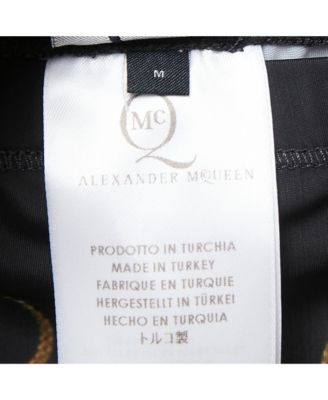 M
McQ
ALEXANDER McQUEEN
PRODOTTO IN TURCHIA
MADE IN TURKEY
FABRIQUE EN TURQUIE
HERGESTELLT IN TÜRKEI
HECHO EN TURQUIA
トルコ製